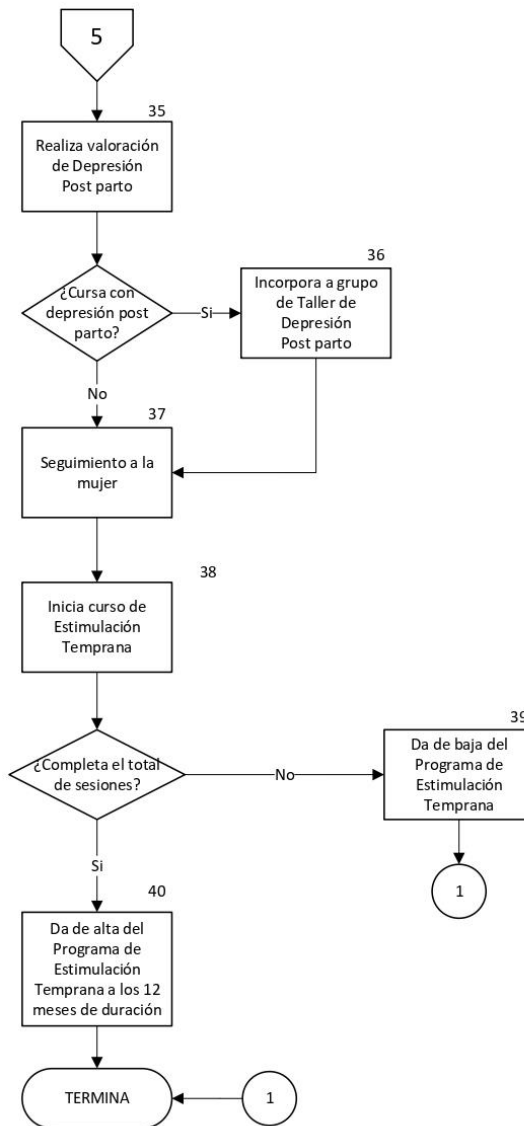 5
35
Realiza valoración
de Depresión
Post parto
¿Cursa con
depresión post
parto?
Si
36
Incorpora a grupo
de Taller de
Depresión
Post parto
No
37
Seguimiento a la
mujer
38
Inicia curso de
Estimulación
Temprana
¿Completa el total
de sesiones?
No
39
Da de baja del
Programa de
Estimulación
Temprana
1
Si
40
Da de alta del
Programa de
Estimulación
Temprana a los 12
meses de duración
TERMINA
1